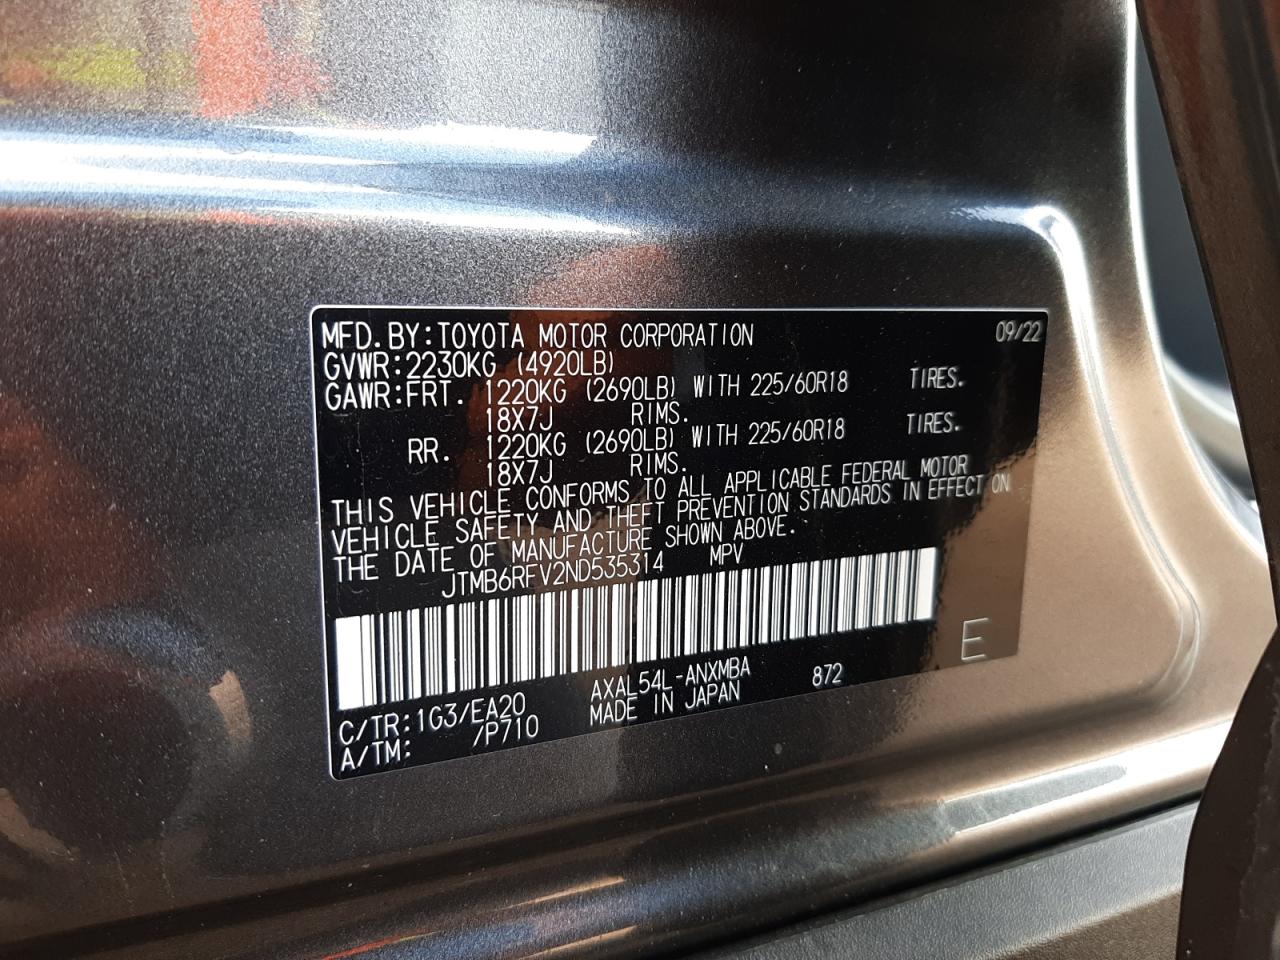 MFD. BY: TOYOTA MOTOR CORPORATION 09/22
GVWR: 2230KG (4920LB)
GAWR: FRT. 1220KG (2690LB) WITH 225/60R18 TIRES.
18X7J RIMS.
RR. 1220KG (2690LB) WITH 225/60R18 TIRES.
18X7J RIMS.
THIS VEHICLE CONFORMS TO ALL APPLICABLE FEDERAL MOTOR
VEHICLE SAFETY AND THEFT PREVENTION STANDARDS IN EFFECT ON
THE DATE OF MANUFACTURE SHOWN ABOVE.
JTMB6RFV2ND535314 MPV
C/TR: 1G3/EA20 AXAL54L-ANXMBA 872 E
A/TM: /P710 MADE IN JAPAN